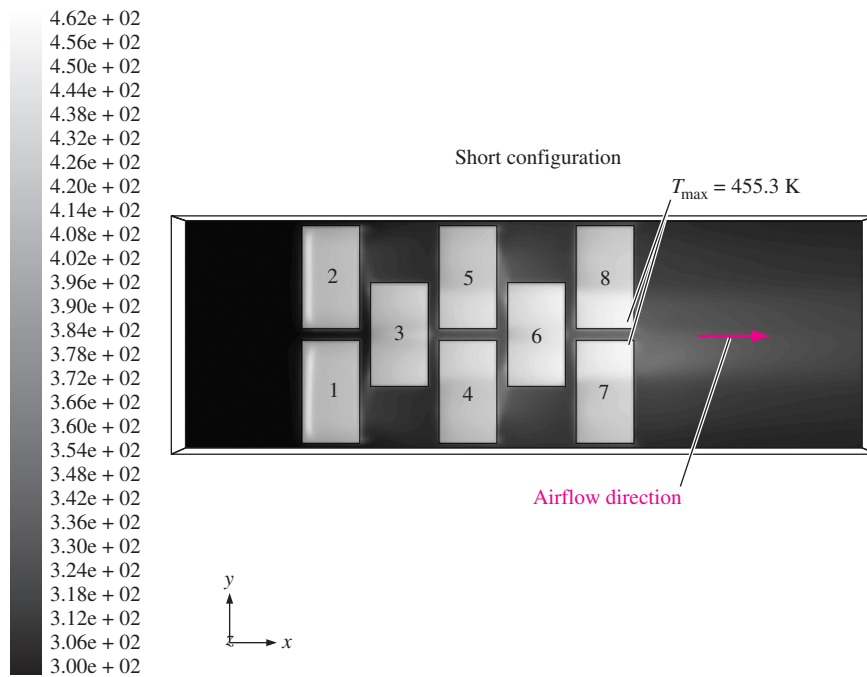 4.62e + 02
4.56e + 02
4.50e + 02
4.44e + 02
4.38e + 02
4.32e + 02
4.26e + 02
4.20e + 02
4.14e + 02
4.08e + 02
4.02e + 02
3.96e + 02
3.90e + 02
3.84e + 02
3.78e + 02
3.72e + 02
3.66e + 02
3.60e + 02
3.54e + 02
3.48e + 02
3.42e + 02
3.36e + 02
3.30e + 02
3.24e + 02
3.18e + 02
3.12e + 02
3.06e + 02
3.00e + 02
Short configuration
Tmax = 455.3 K
2
5
8
3
6
1
4
7
Airflow direction
y
z
x